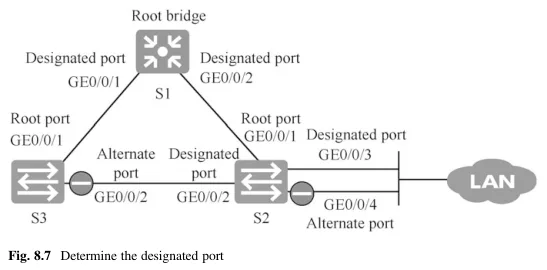 Root bridge
Designated port
GE0/0/1
Designated port
GE0/0/2
S1
Root port
GE0/0/1
Root port
GE0/0/1
Designated port
GE0/0/3
Alternate
port
GE0/0/2
Designated
port
GE0/0/2
LAN
GE0/0/4
Alternate port
S3
S2
Fig. 8.7 Determine the designated port